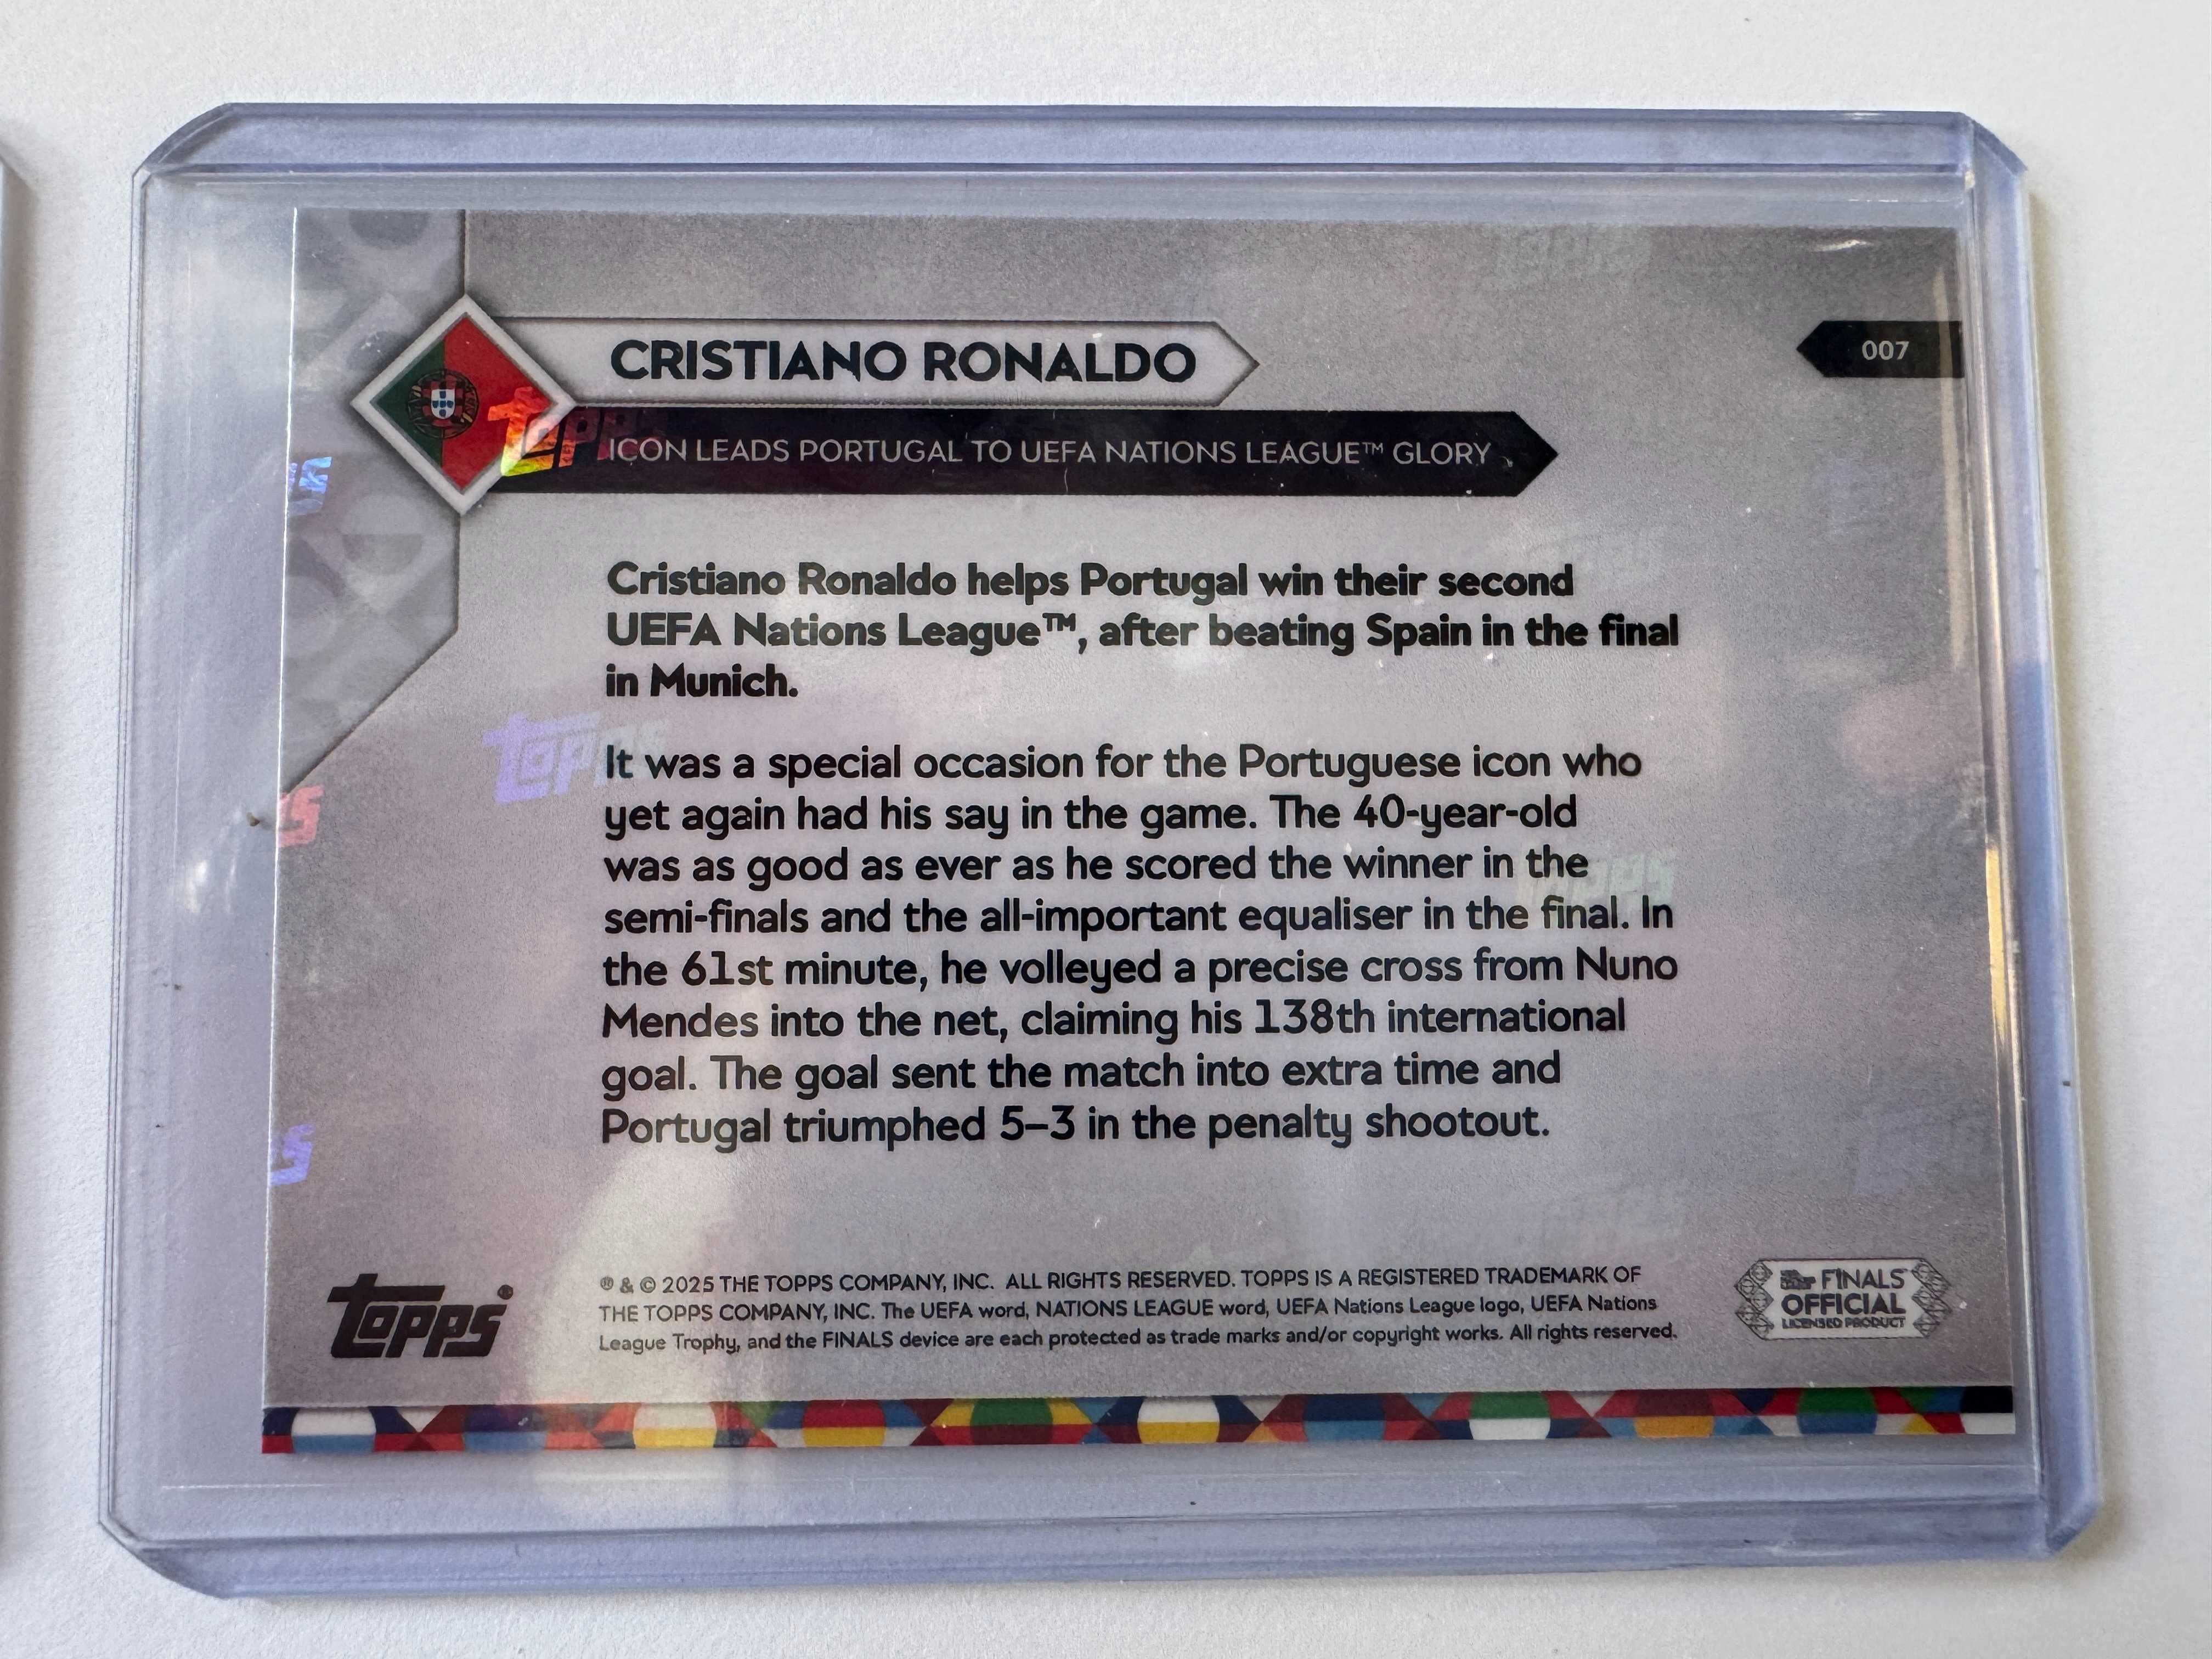 CRISTIANO RONALDO
007
ICON LEADS PORTUGAL TO UEFA NATIONS LEAGUE™ GLORY
Cristiano Ronaldo helps Portugal win their second
UEFA Nations League™, after beating Spain in the final
in Munich.
It was a special occasion for the Portuguese icon who
yet again had his say in the game. The 40-year-old
was as good as ever as he scored the winner in the
semi-finals and the all-important equaliser in the final. In
the 61st minute, he volleyed a precise cross from Nuno
Mendes into the net, claiming his 138th international
goal. The goal sent the match into extra time and
Portugal triumphed 5–3 in the penalty shootout.
topps®
® & © 2025 THE TOPPS COMPANY, INC. ALL RIGHTS RESERVED. TOPPS IS A REGISTERED TRADEMARK OF
THE TOPPS COMPANY, INC. The UEFA word, NATIONS LEAGUE word, UEFA Nations League logo, UEFA Nations
League Trophy, and the FINALS device are each protected as trade marks and/or copyright works. All rights reserved.
FINALS
OFFICIAL
LICENSED PRODUCT